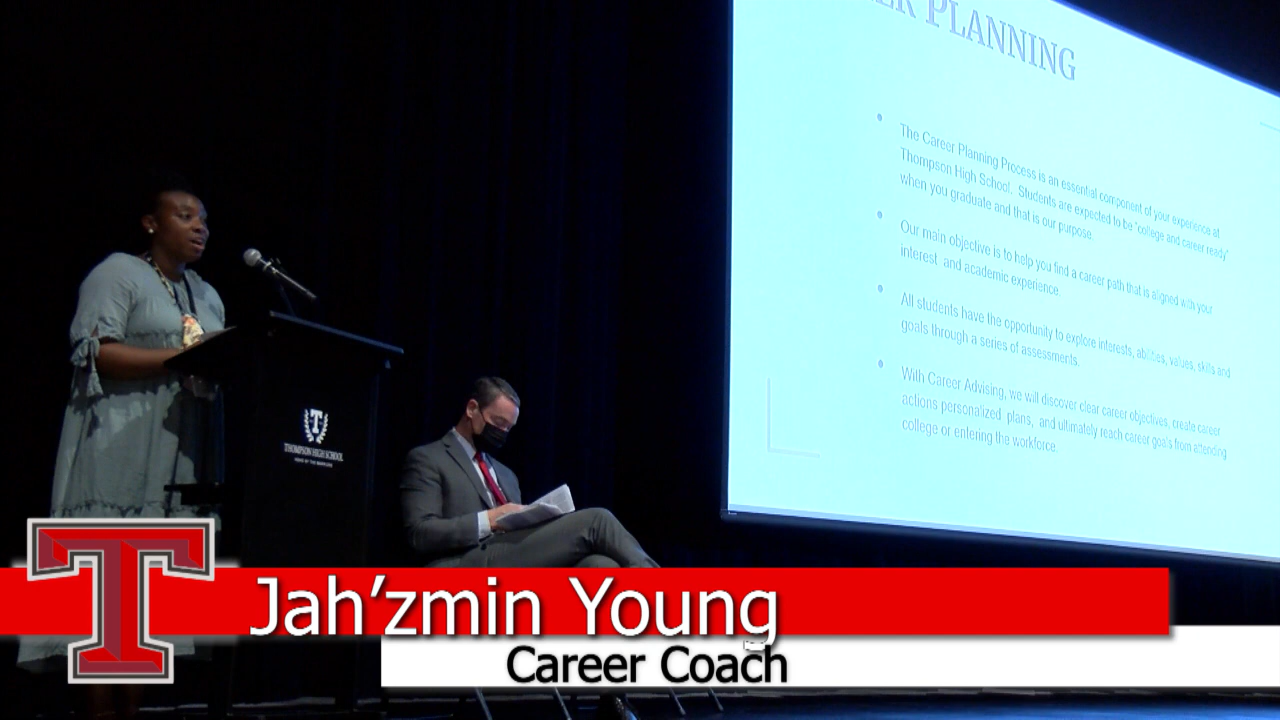 PLANNING
The Career Planning Process is an essential component of your experience at
Thompson High School. Students are expected to be "college and career ready"
when you graduate and that is our purpose.
Our main objective is to help you find a career path that is aligned with your
interest and academic experience.
All students have the opportunity to explore interests, abilities, values, skills and
goals through a series of assessments.
With Career Advising, we will discover clear career objectives, create career
actions personalized plans, and ultimately reach career goals from attending
college or entering the workforce.
T
THOMPSON HIGH SCHOOL
HOME OF THE WARRIORS
T
Jah'zmin Young
Career Coach